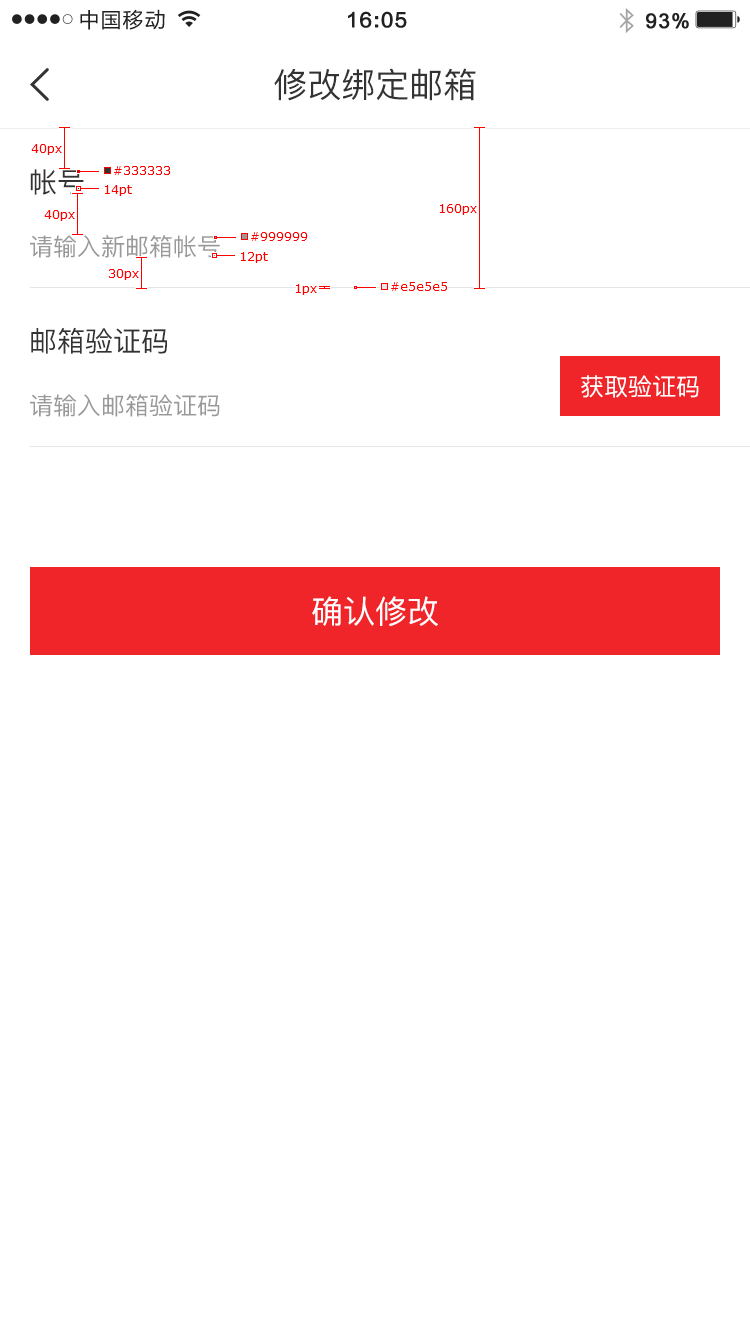 中国移动 16:05 93%
修改绑定邮箱
40px
#333333
帐号
14pt
40px
160px
#999999
请输入新邮箱帐号
12pt
30px
1px
#e5e5e5
邮箱验证码
获取验证码
请输入邮箱验证码
确认修改